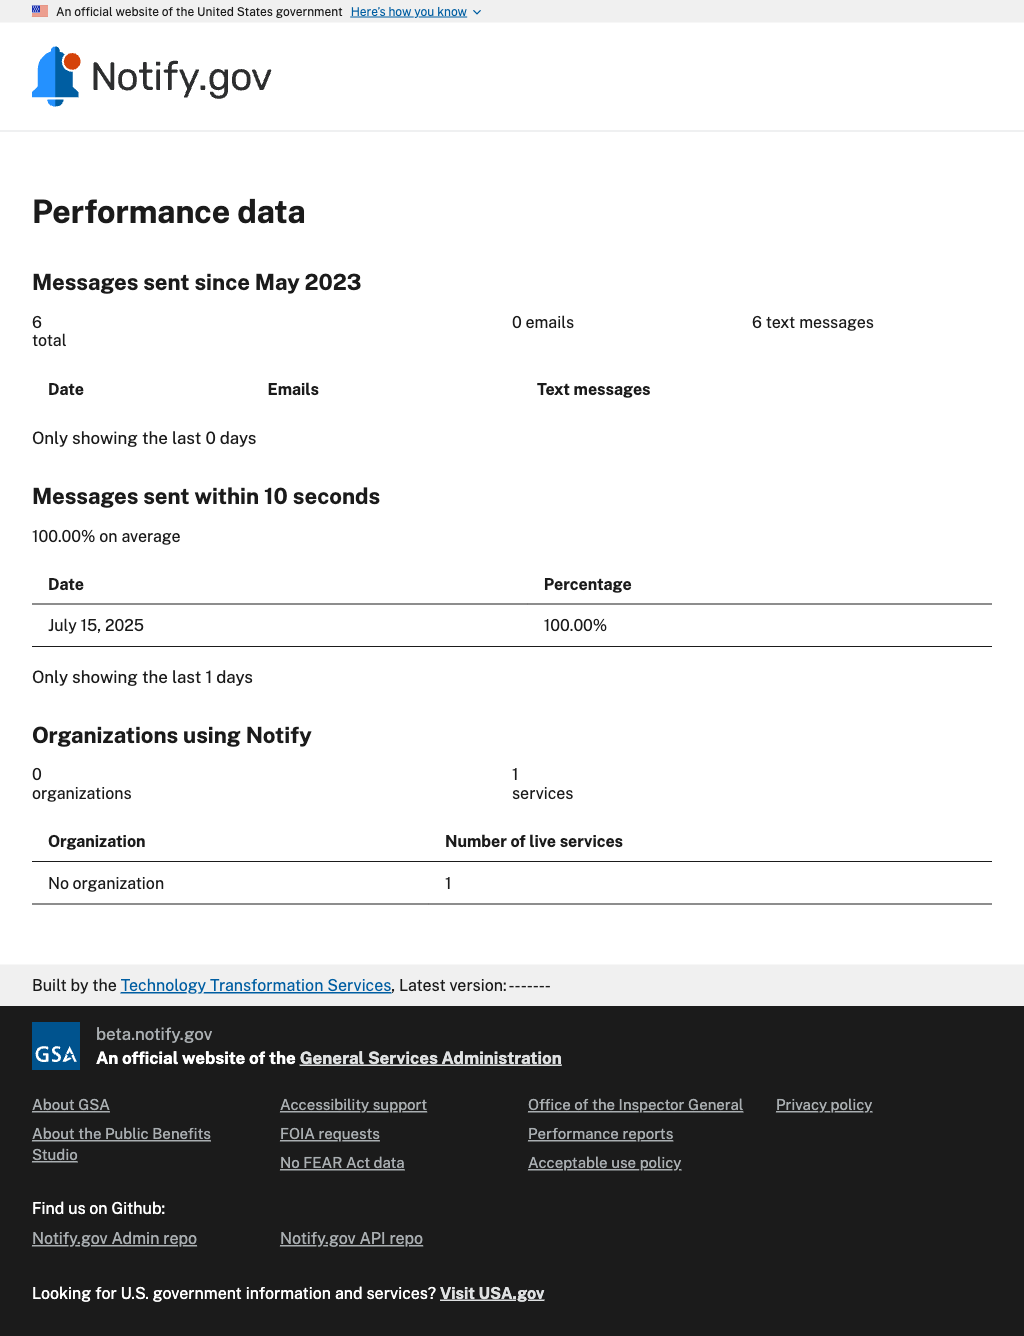 An official website of the United States government Here's how you know
Notify.gov
Performance data
Messages sent since May 2023
6
total
0 emails
6 text messages
Date Emails Text messages
Only showing the last 0 days
Messages sent within 10 seconds
100.00% on average
Date Percentage
July 15, 2025 100.00%
Only showing the last 1 days
Organizations using Notify
0
organizations
1
services
Organization Number of live services
No organization 1
Built by the Technology Transformation Services, Latest version:-------
GSA
beta.notify.gov
An official website of the General Services Administration
About GSA
About the Public Benefits
Studio
Accessibility support
FOIA requests
No FEAR Act data
Office of the Inspector General
Performance reports
Acceptable use policy
Privacy policy
Find us on Github:
Notify.gov Admin repo Notify.gov API repo
Looking for U.S. government information and services? Visit USA.gov